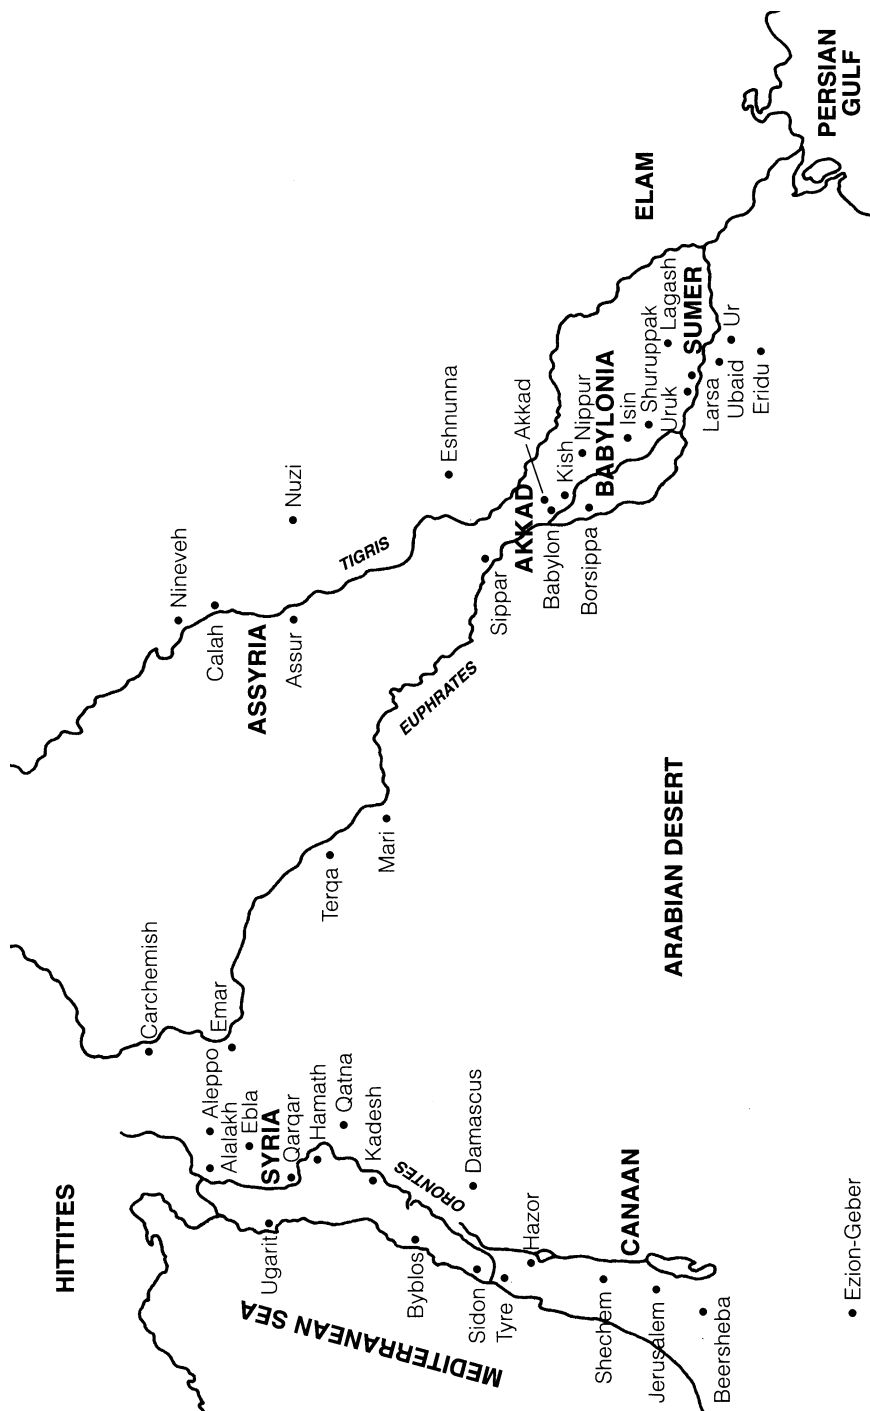 HITTITES
Carchemish
Nineveh
Calah
Aleppo
Emar
Alalakh
Ebla
SYRIA
ASSYRIA
Ugarit
Qarqar
Assur
Nuzi
Hamath
Terqa
Qatna
TIGRIS
Kadesh
Mari
MEDITERRANEAN SEA
Byblos
ORONTES
EUPHRATES
Eshnunna
Sidon
Damascus
Sippar
Tyre
AKKAD
Akkad
Hazor
Babylon
Kish
Nippur
Borsippa
BABYLONIA
Shechem
CANAAN
Isin
ELAM
Jerusalem
Shuruppak
Uruk
Lagash
ARABIAN DESERT
SUMER
Beersheba
Larsa
Ubaid
Ur
Eridu
Ezion-Geber
PERSIAN
GULF